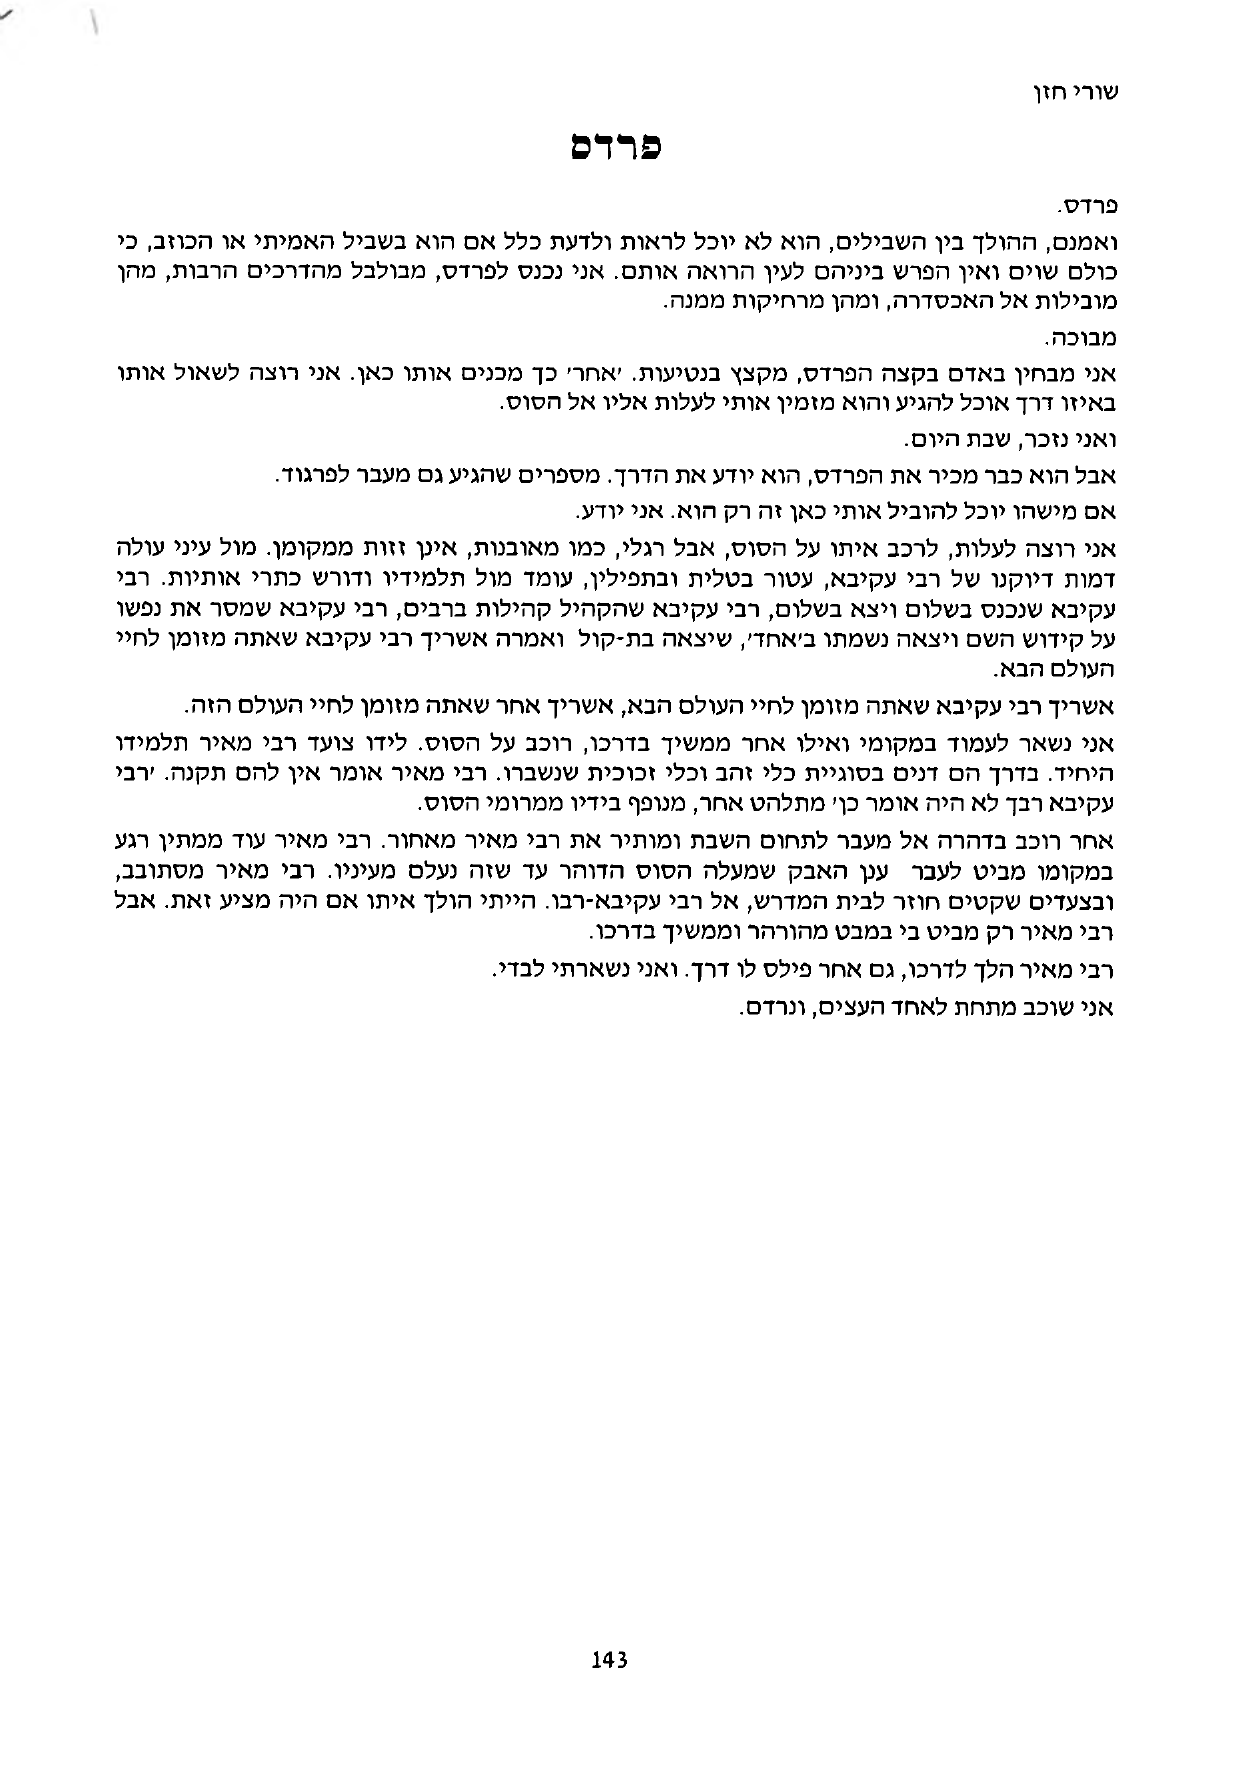 שורי חזן
פרדס
פרדס.
ואמנם, ההולך בין השבילים, הוא לא יוכל לראות ולדעת כלל אם הוא בשביל האמיתי או הכוזב, כי
כולם שוים ואין הפרש ביניהם לעין הרואה אותם. אני נכנס לפרדס, מבולבל מהדרכים הרבות, מהן
מובילות אל האכסדרה, ומהן מרחיקות ממנה.
מבוכה.
אני מבחין באדם בקצה הפרדס, מקצץ בנטיעות. 'אחר' כך מכנים אותו כאן. אני רוצה לשאול אותו
באיזו דרך אוכל להגיע והוא מזמין אותי לעלות אליו אל הסוס.
ואני נזכר, שבת היום.
אבל הוא כבר מכיר את הפרדס, הוא יודע את הדרך. מספרים שהגיע גם מעבר לפרגוד.
אם מישהו יוכל להוביל אותי כאן זה רק הוא. אני יודע.
אני רוצה לעלות, לרכב איתו על הסוס, אבל רגלי, כמו מאובנות, אינן זזות ממקומן. מול עיני עולה
דמות דיוקנו של רבי עקיבא, עטור בטלית ובתפילין, עומד מול תלמידיו ודורש כתרי אותיות. רבי
עקיבא שנכנס בשלום ויצא בשלום, רבי עקיבא שהקהיל קהילות ברבים, רבי עקיבא שמסר את נפשו
על קידוש השם ויצאה נשמתו ב'אחד', שיצאה בת-קול ואמרה אשריך רבי עקיבא שאתה מזומן לחיי
העולם הבא.
אשריך רבי עקיבא שאתה מזומן לחיי העולם הבא, אשריך אחר שאתה מזומן לחיי העולם הזה.
אני נשאר לעמוד במקומי ואילו אחר ממשיך בדרכו, רוכב על הסוס. לידו צועד רבי מאיר תלמידו
היחיד. בדרך הם דנים בסוגיית כלי זהב וכלי זכוכית שנשברו. רבי מאיר אומר אין להם תקנה. 'רבי
עקיבא רבך לא היה אומר כן' מתלהט אחר, מנופף בידיו ממרומי הסוס.
אחר רוכב בדהרה אל מעבר לתחום השבת ומותיר את רבי מאיר מאחור. רבי מאיר עוד ממתין רגע
במקומו מביט לעבר ענן האבק שמעלה הסוס הדוהר עד שזה נעלם מעיניו. רבי מאיר מסתובב,
ובצעדים שקטים חוזר לבית המדרש, אל רבי עקיבא-רבו. הייתי הולך איתו אם היה מציע זאת. אבל
רבי מאיר רק מביט בי במבט מהורהר וממשיך בדרכו.
רבי מאיר הלך לדרכו, גם אחר פילס לו דרך. ואני נשארתי לבדי.
אני שוכב מתחת לאחד העצים, ונרדם.
143